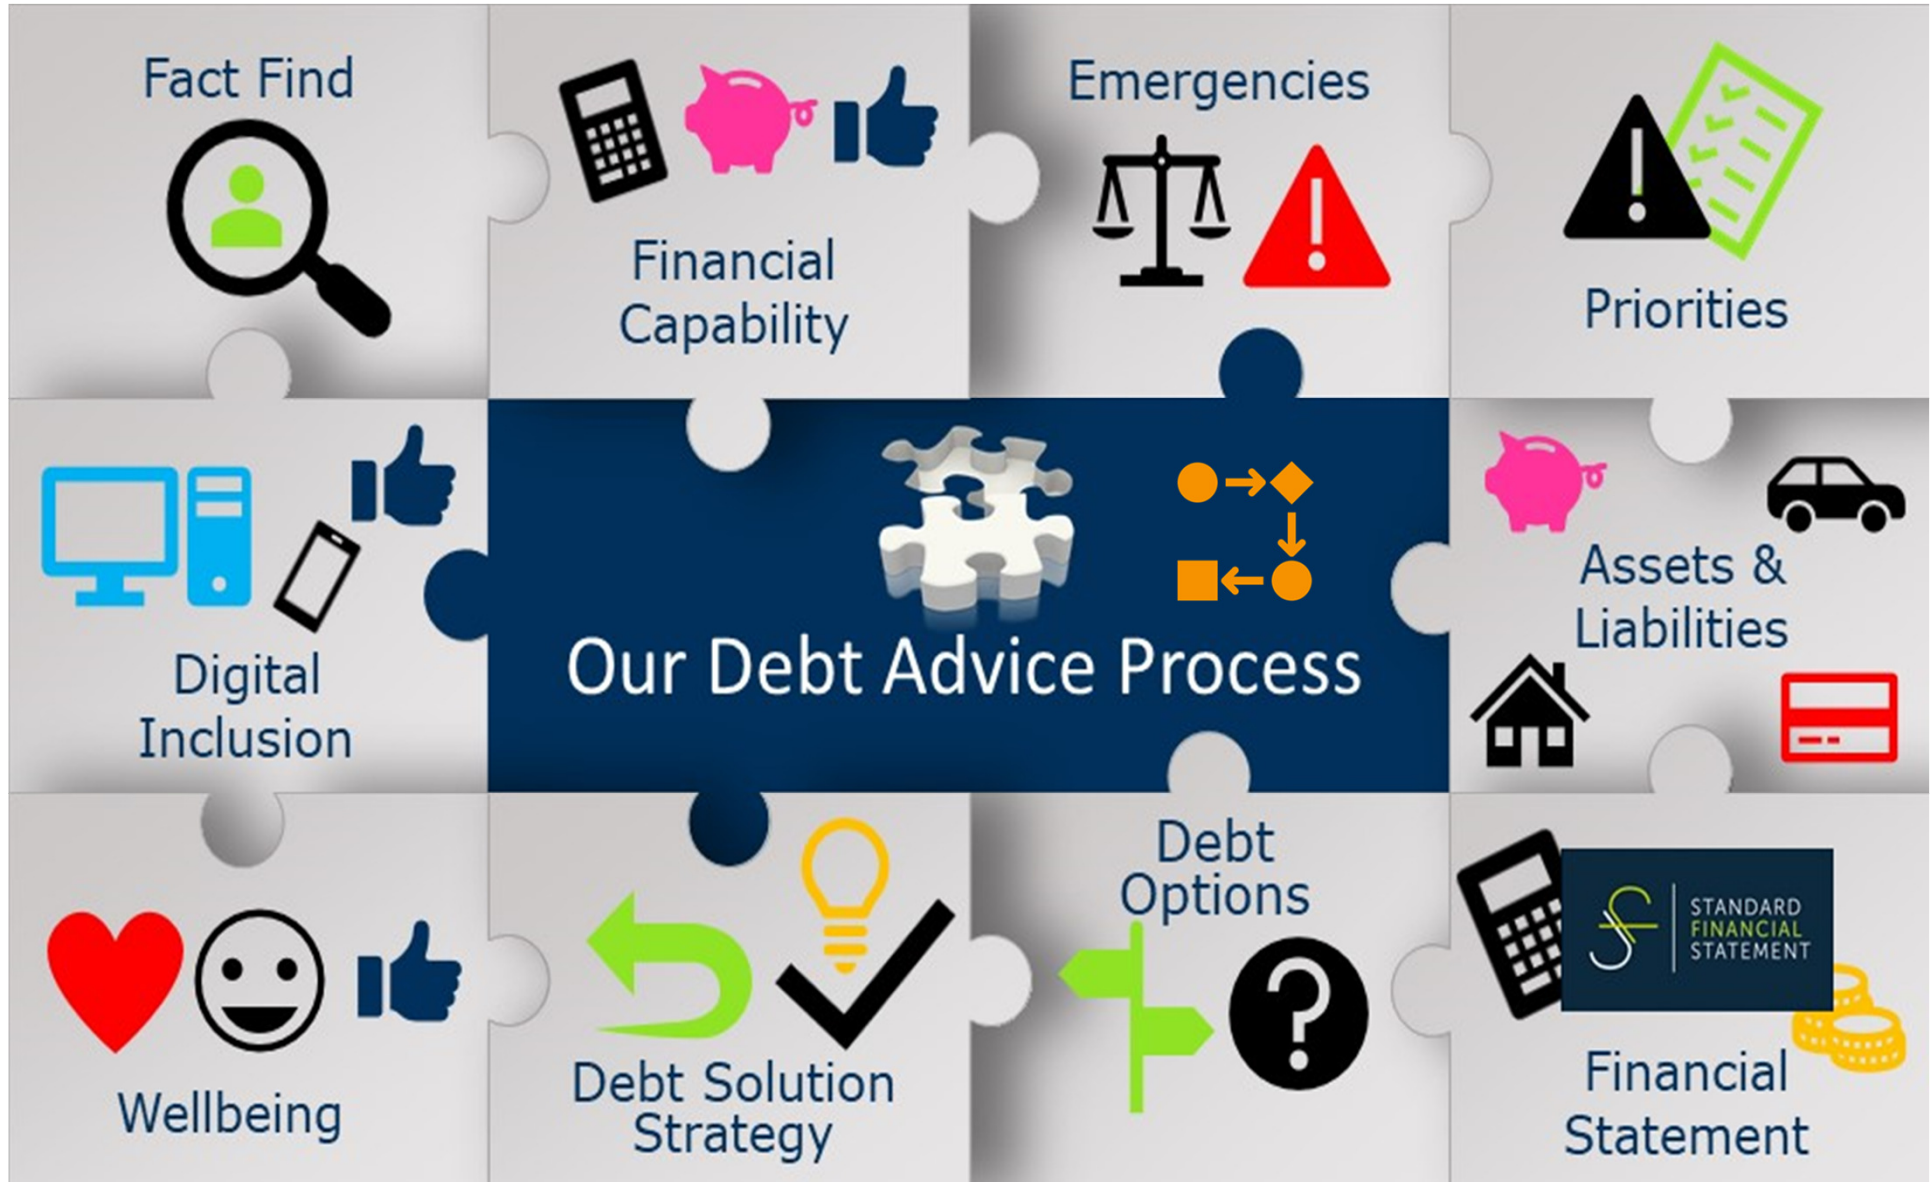 Fact Find
Financial
Capability
Emergencies
Priorities
Digital
Inclusion
Our Debt Advice Process
Assets &
Liabilities
Wellbeing
Debt Solution
Strategy
Debt
Options
STANDARD
FINANCIAL
STATEMENT
Financial
Statement